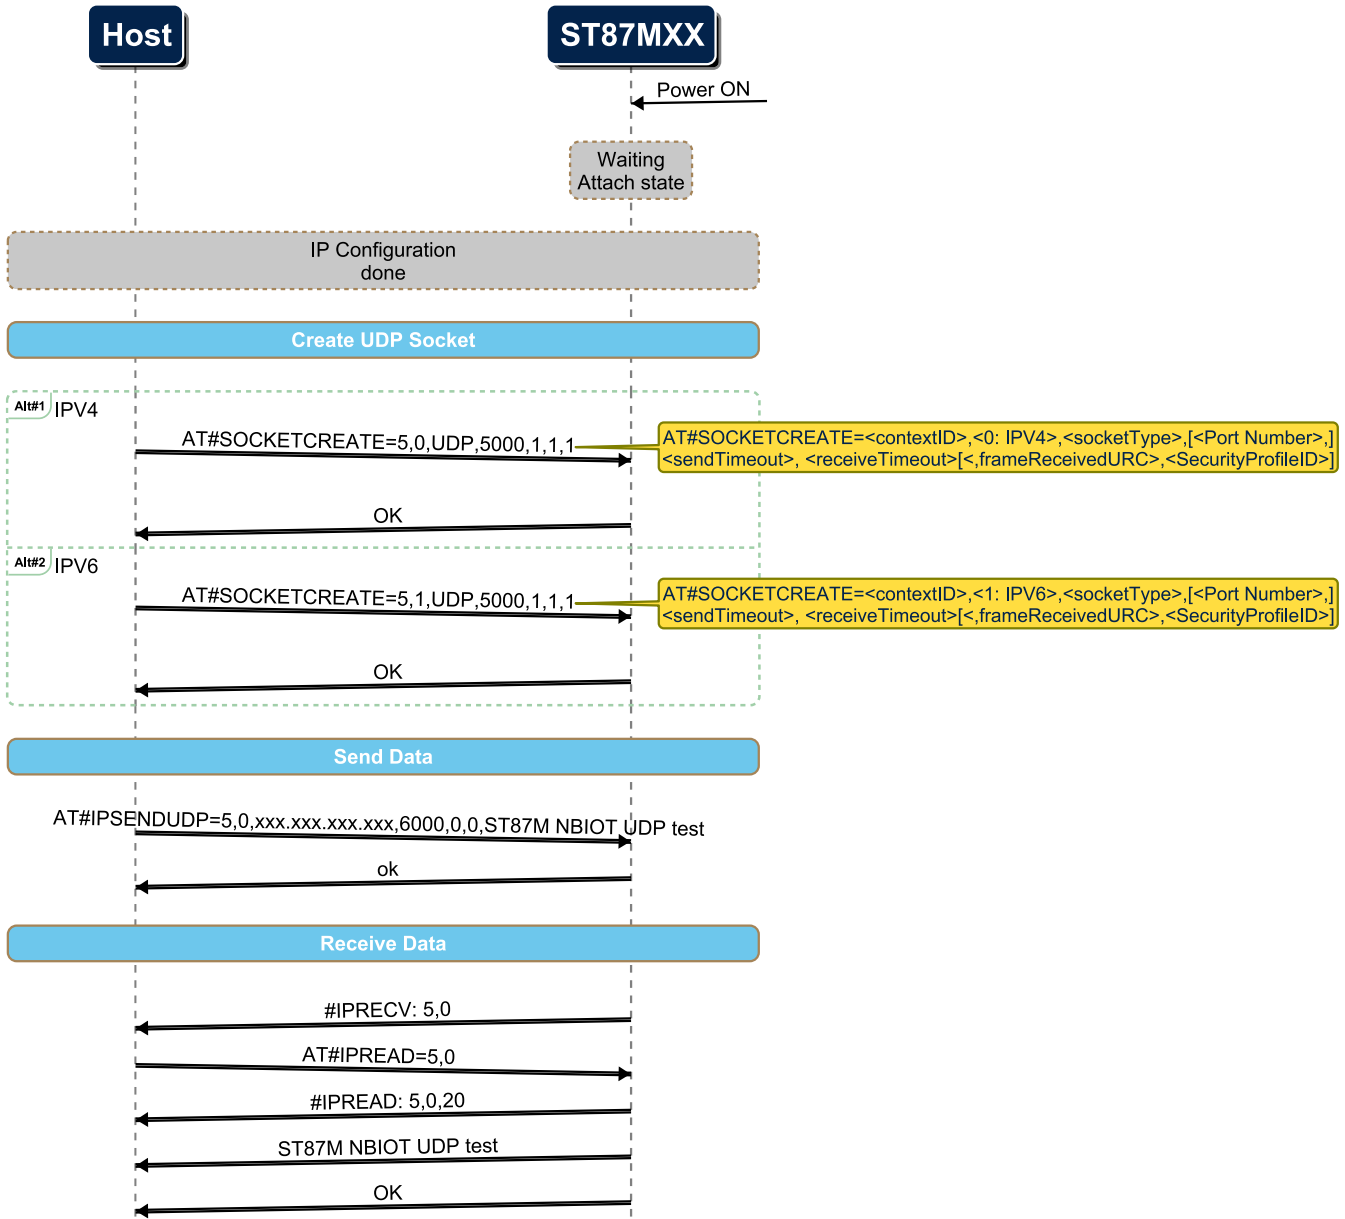 Host
ST87MXX
Power ON
Waiting
Attach state
IP Configuration
done
Create UDP Socket
Alt#1 IPV4
AT#SOCKETCREATE=5,0,UDP,5000,1,1,1
AT#SOCKETCREATE=<contextID>,<0: IPV4>,<socketType>,[<Port Number>,]
<sendTimeout>, <receiveTimeout>[<,frameReceivedURC>,<SecurityProfileID>]
OK
Alt#2 IPV6
AT#SOCKETCREATE=5,1,UDP,5000,1,1,1
AT#SOCKETCREATE=<contextID>,<1: IPV6>,<socketType>,[<Port Number>,]
<sendTimeout>, <receiveTimeout>[<,frameReceivedURC>,<SecurityProfileID>]
OK
Send Data
AT#IPSENDUDP=5,0,xxx.xxx.xxx.xxx,6000,0,0,ST87M NBIOT UDP test
ok
Receive Data
#IPRECV: 5,0
AT#IPREAD=5,0
#IPREAD: 5,0,20
ST87M NBIOT UDP test
OK